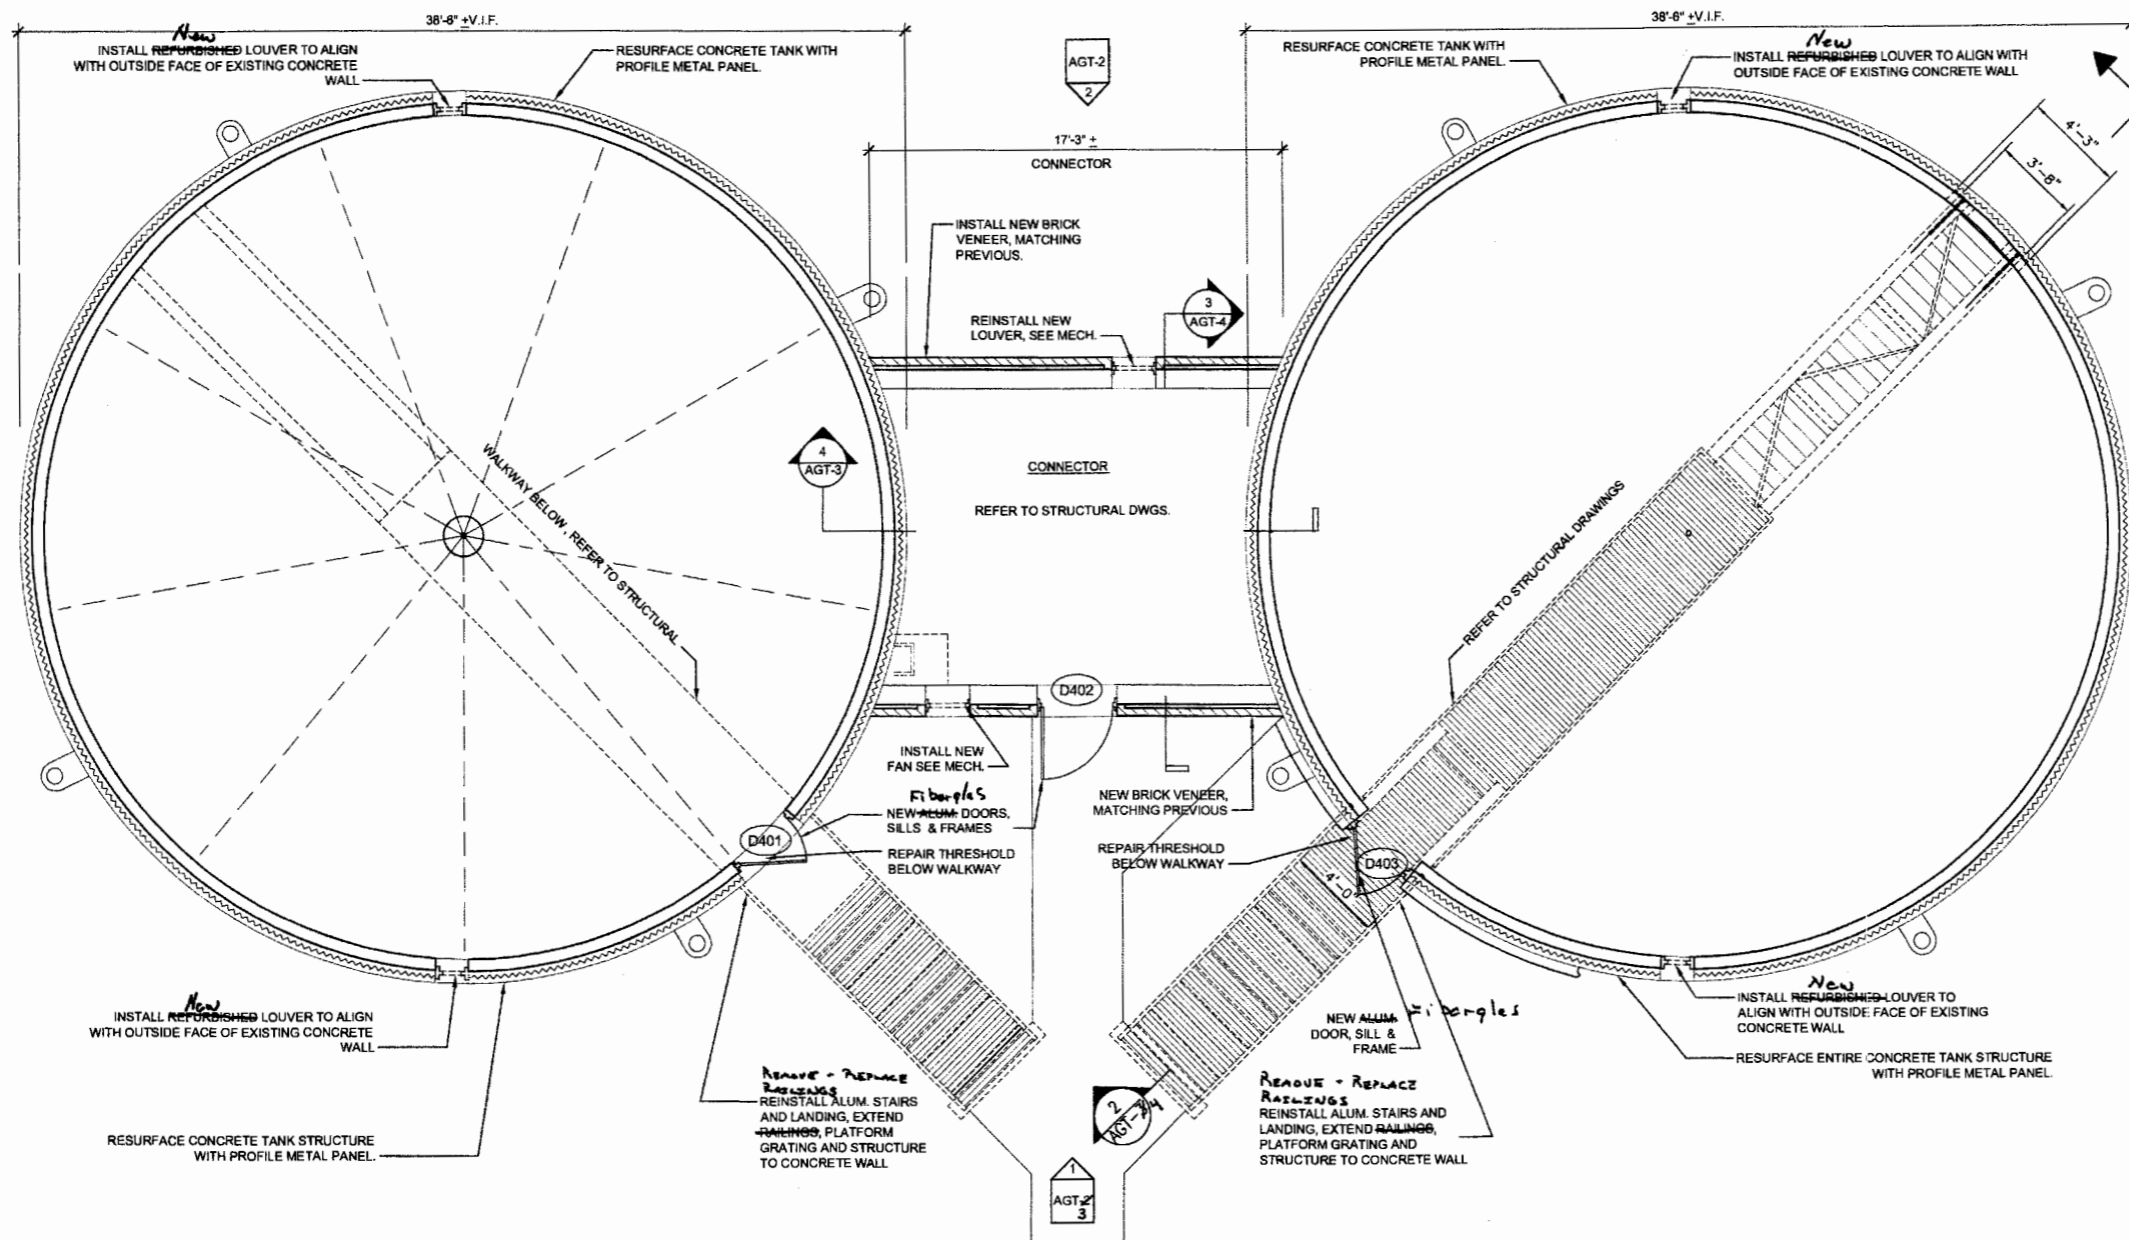 38'-6" ±V.I.F.
New
INSTALL REFURBISHED LOUVER TO ALIGN
WITH OUTSIDE FACE OF EXISTING CONCRETE
WALL
RESURFACE CONCRETE TANK WITH
PROFILE METAL PANEL.
AGT-2
2
17'-3" ±
CONNECTOR
38'-6" ±V.I.F.
RESURFACE CONCRETE TANK WITH
PROFILE METAL PANEL.
New
INSTALL REFURBISHED LOUVER TO ALIGN WITH
OUTSIDE FACE OF EXISTING CONCRETE WALL
4'-3"
3'-8"
INSTALL NEW BRICK
VENEER, MATCHING
PREVIOUS.
REINSTALL NEW
LOUVER, SEE MECH.
3
AGT-4
4
AGT-3
CONNECTOR
REFER TO STRUCTURAL DWGS.
WALKWAY BELOW, REFER TO STRUCTURAL
REFER TO STRUCTURAL DRAWINGS
D402
INSTALL NEW
FAN SEE MECH.
Fiberglas
NEW ALUM. DOORS,
SILLS & FRAMES
D401
REPAIR THRESHOLD
BELOW WALKWAY
NEW BRICK VENEER,
MATCHING PREVIOUS
REPAIR THRESHOLD
BELOW WALKWAY
D403
4'-0"
New
INSTALL REFURBISHED LOUVER TO ALIGN
WITH OUTSIDE FACE OF EXISTING CONCRETE
WALL
NEW ALUM. Fiberglas
DOOR, SILL &
FRAME
New
INSTALL REFURBISHED LOUVER TO
ALIGN WITH OUTSIDE FACE OF EXISTING
CONCRETE WALL
RESURFACE ENTIRE CONCRETE TANK STRUCTURE
WITH PROFILE METAL PANEL.
REMOVE + REPLACE
RAILINGS
REINSTALL ALUM. STAIRS
AND LANDING, EXTEND
RAILINGS, PLATFORM
GRATING AND STRUCTURE
TO CONCRETE WALL
2
AGT-34
REMOVE + REPLACE
RAILINGS
REINSTALL ALUM. STAIRS AND
LANDING, EXTEND RAILINGS,
PLATFORM GRATING AND
STRUCTURE TO CONCRETE WALL
RESURFACE CONCRETE TANK STRUCTURE
WITH PROFILE METAL PANEL.
1
AGT-2
3